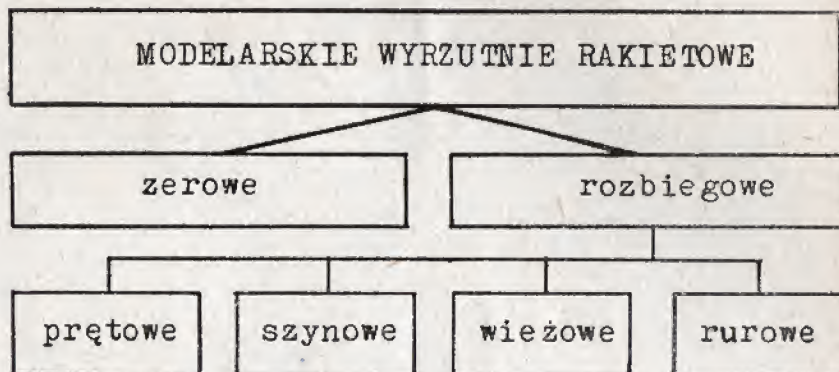 MODELARSKIE WYRZUTNIE RAKIETOWE
zerowe rozbiegowe
prętowe szynowe wieżowe rurowe